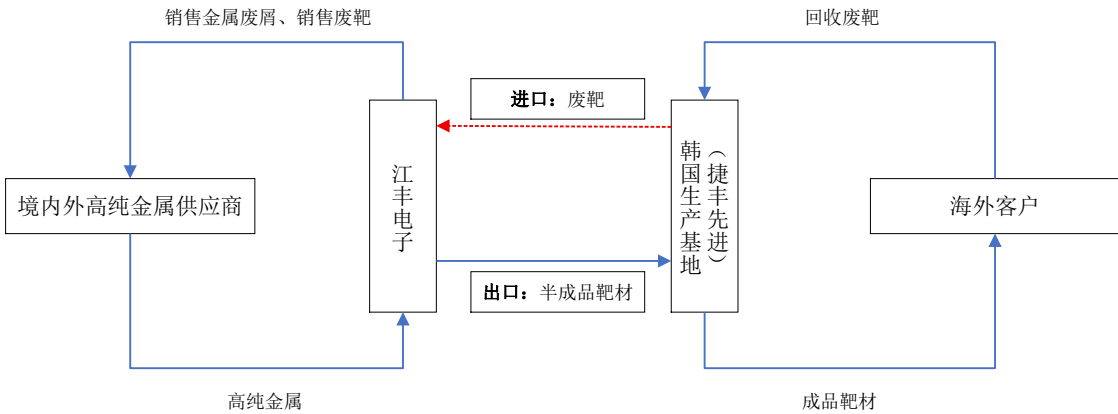 销售金属废屑、销售废靶
回收废靶
进口：废靶
江丰电子
韩国生产基地
（捷丰先进）
境内外高纯金属供应商
海外客户
出口：半成品靶材
高纯金属
成品靶材